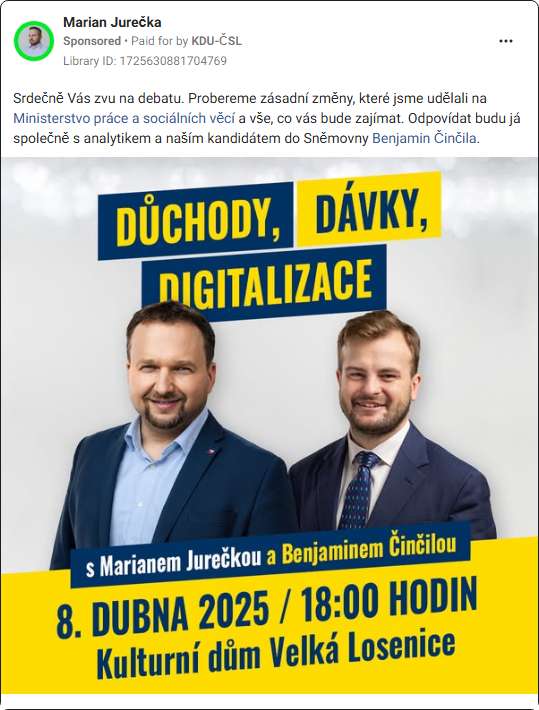 Marian Jurečka
Sponsored • Paid for by KDU-ČSL
Library ID: 1725630881704769
Srdečně Vás zvu na debatu. Probereme zásadní změny, které jsme udělali na
Ministerstvo práce a sociálních věcí a vše, co vás bude zajímat. Odpovídat budu já
společně s analytikem a naším kandidátem do Sněmovny Benjamin Činčila.
DŮCHODY, DÁVKY,
DIGITALIZACE
s Marianem Jurečkou a Benjaminem Činčilou
8. DUBNA 2025 / 18:00 HODIN
Kulturní dům Velká Losenice